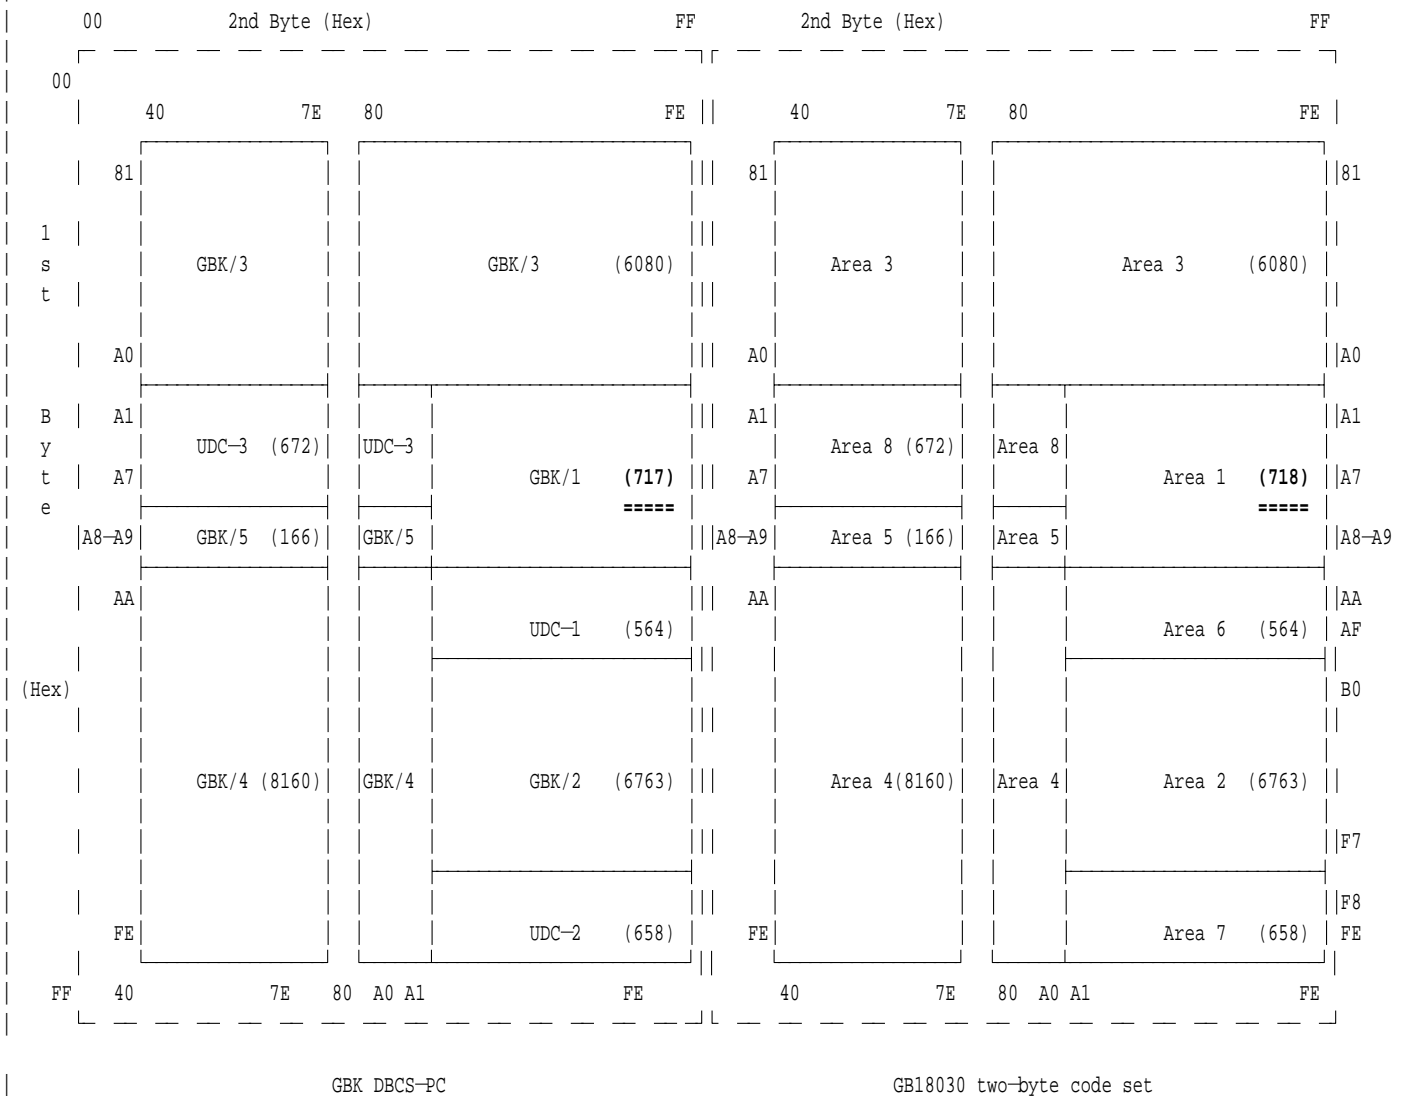 00 2nd Byte (Hex) FF 2nd Byte (Hex) FF
00
40 7E 80 FE 40 7E 80 FE
81 81 81
1
s GBK/3 GBK/3 (6080) Area 3 Area 3 (6080)
t
A0 A0 A0
B A1 A1 A1
y UDC-3 (672) UDC-3 Area 8 (672) Area 8
t A7 GBK/1 (717) A7 Area 1 (718) A7
e ===== =====
A8-A9 GBK/5 (166) GBK/5 A8-A9 Area 5 (166) Area 5 A8-A9
AA AA AA
UDC-1 (564) Area 6 (564) AF
(Hex) B0
GBK/4 (8160) GBK/4 GBK/2 (6763) Area 4(8160) Area 4 Area 2 (6763)
F7
F8
FE UDC-2 (658) FE Area 7 (658) FE
FF 40 7E 80 A0 A1 FE 40 7E 80 A0 A1 FE
GBK DBCS-PC GB18030 two-byte code set